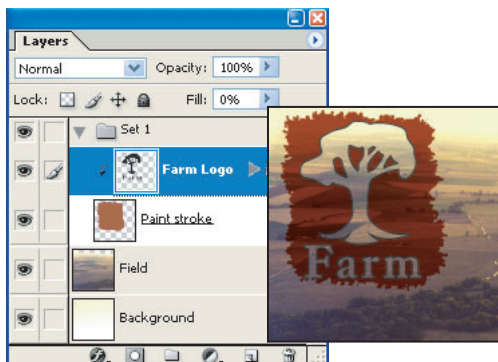 Layers
Normal Opacity: 100%
Lock: Fill: 0%
Set 1
Farm Logo
Paint stroke
Field
Background
Farm